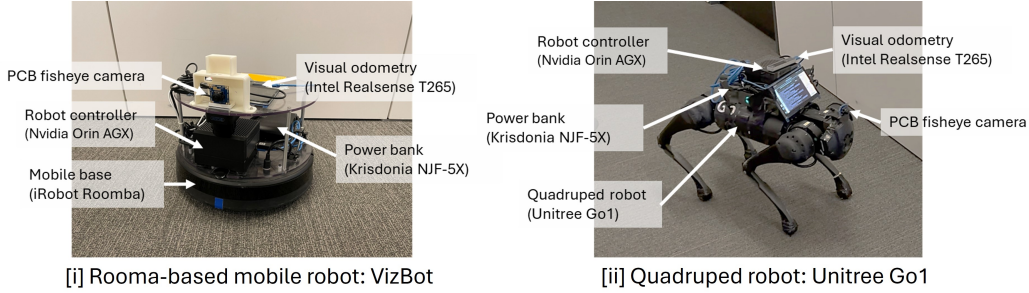 PCB fisheye camera
Robot controller
(Nvidia Orin AGX)
Mobile base
(iRobot Roomba)
Visual odometry
(Intel Realsense T265)
Power bank
(Krisdonia NJF-5X)
[i] Rooma-based mobile robot: VizBot
Robot controller
(Nvidia Orin AGX)
Power bank
(Krisdonia NJF-5X)
Quadruped robot
(Unitree Go1)
Visual odometry
(Intel Realsense T265)
PCB fisheye camera
G1
[ii] Quadruped robot: Unitree Go1